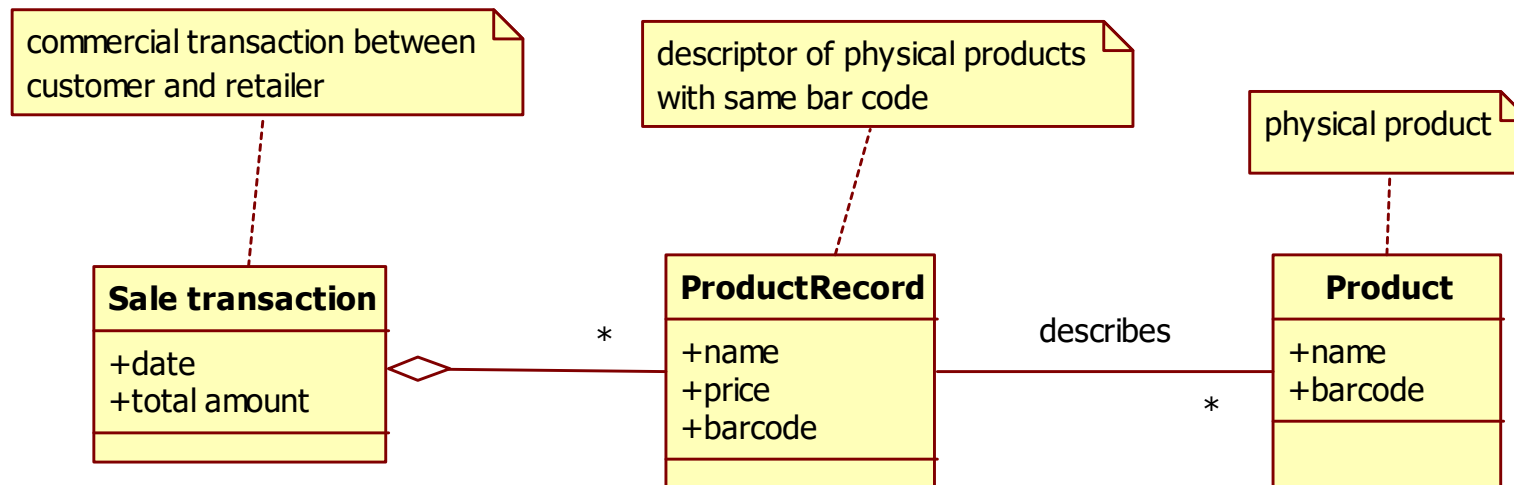 commercial transaction between
customer and retailer
descriptor of physical products
with same bar code
physical product
Sale transaction
+date
+total amount
*
ProductRecord
+name
+price
+barcode
describes
*
Product
+name
+barcode